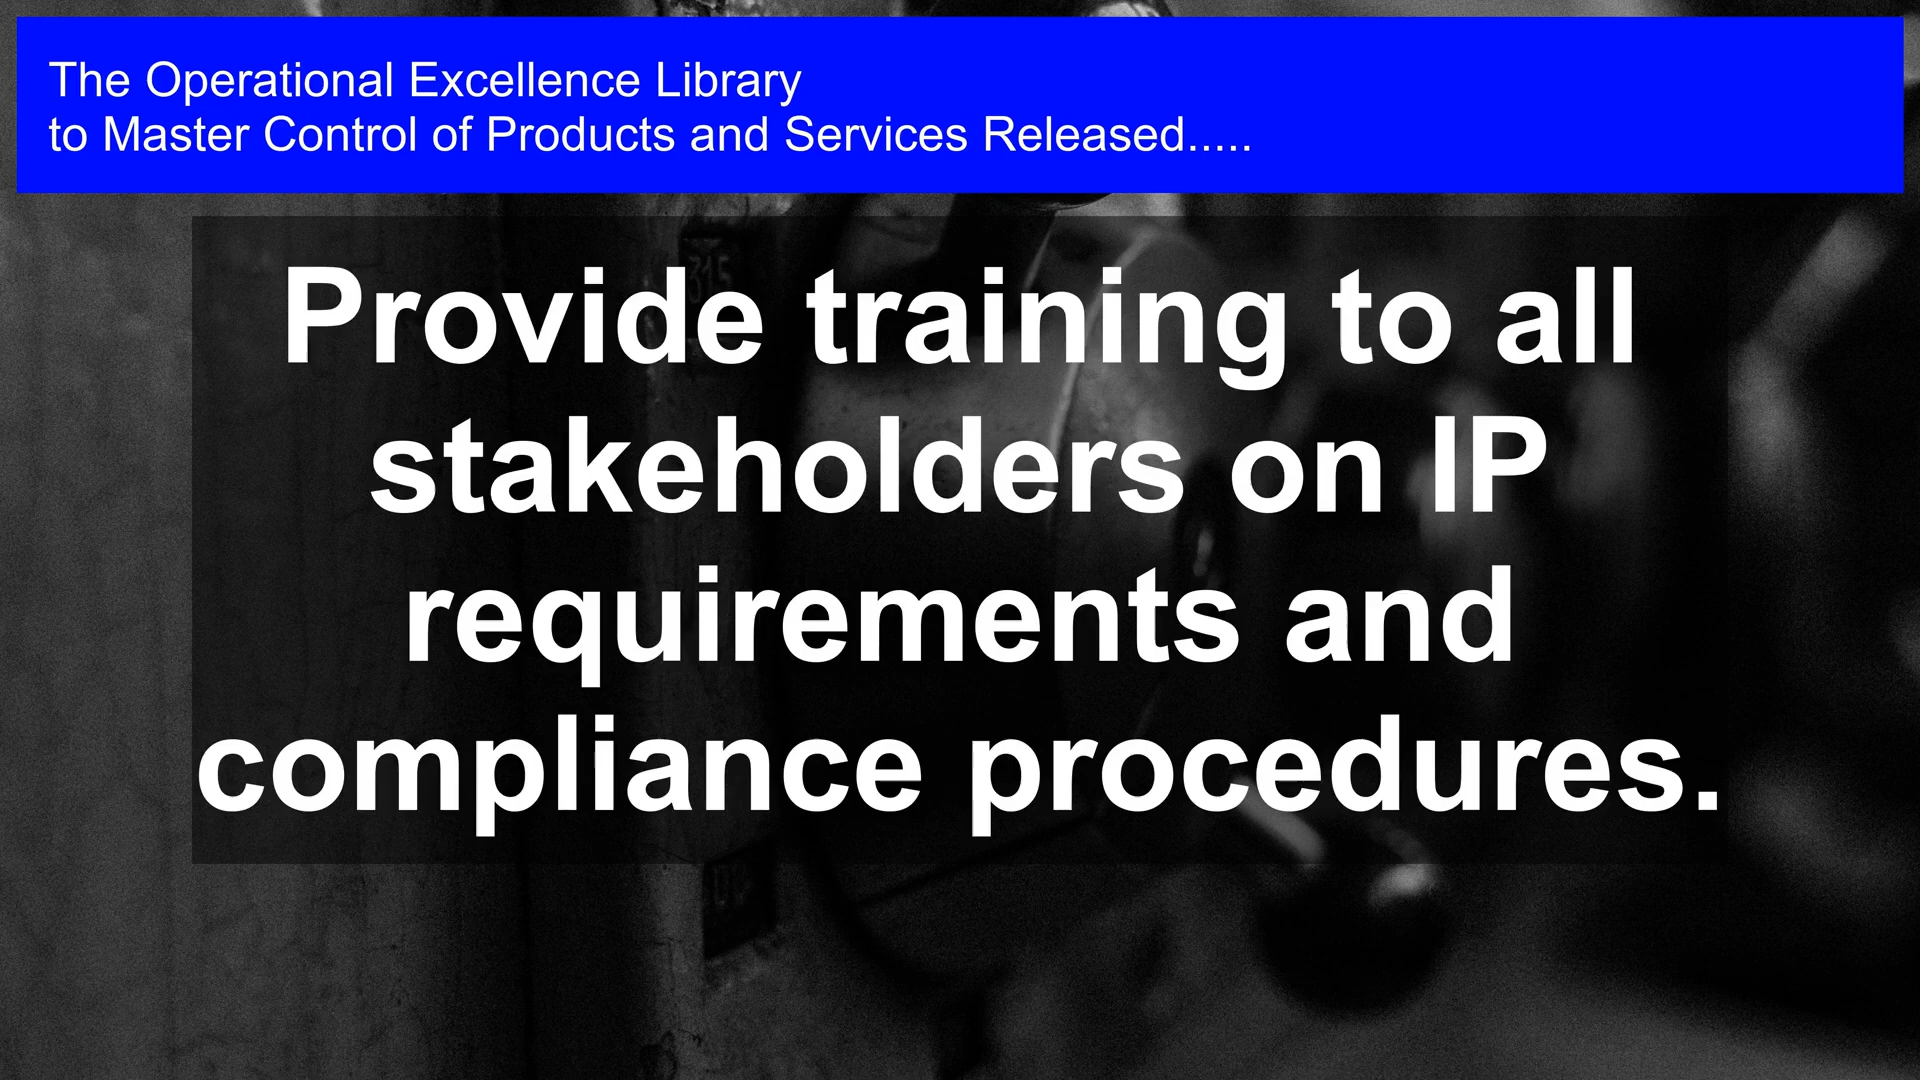 The Operational Excellence Library
to Master Control of Products and Services Released.....
Provide training to all
stakeholders on IP
requirements and
compliance procedures.
315